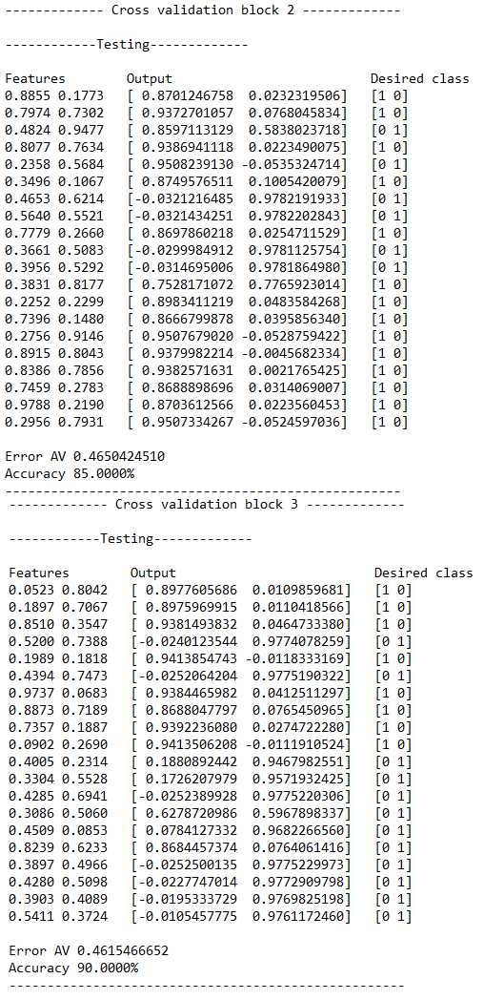 ------------- Cross validation block 2 -------------
------------Testing-------------
Features        Output                          Desired class
0.8855 0.1773   [ 0.8701246758  0.0232319506]   [1 0]
0.7974 0.7302   [ 0.9372701057  0.0768045834]   [1 0]
0.4824 0.9477   [ 0.8597113129  0.5838023718]   [0 1]
0.8077 0.7634   [ 0.9386941118  0.0223490075]   [1 0]
0.2358 0.5684   [ 0.9508239130 -0.0535324714]   [0 1]
0.3496 0.1067   [ 0.8749576511  0.1005420079]   [1 0]
0.4653 0.6214   [-0.0321216485  0.9782191933]   [0 1]
0.5640 0.5521   [-0.0321434251  0.9782202843]   [0 1]
0.7779 0.2660   [ 0.8697860218  0.0254711529]   [1 0]
0.3661 0.5083   [-0.0299984912  0.9781125754]   [0 1]
0.3956 0.5292   [-0.0314695006  0.9781864980]   [0 1]
0.3831 0.8177   [ 0.7528171072  0.7765923014]   [1 0]
0.2252 0.2299   [ 0.8983411219  0.0483584268]   [1 0]
0.7396 0.1480   [ 0.8666799878  0.0395856340]   [1 0]
0.2756 0.9146   [ 0.9507679020 -0.0528759422]   [1 0]
0.8915 0.8043   [ 0.9379982214 -0.0045682334]   [1 0]
0.8386 0.7856   [ 0.9382571631  0.0021765425]   [1 0]
0.7459 0.2783   [ 0.8688898696  0.0314069007]   [1 0]
0.9788 0.2190   [ 0.8703612566  0.0223560453]   [1 0]
0.2956 0.7931   [ 0.9507334267 -0.0524597036]   [1 0]
Error AV 0.4650424510
Accuracy 85.0000%
----------------------------------------------------
------------- Cross validation block 3 -------------
------------Testing-------------
Features        Output                          Desired class
0.0523 0.8042   [ 0.8977605686  0.0109859681]   [1 0]
0.1897 0.7067   [ 0.8975969915  0.0110418566]   [1 0]
0.8510 0.3547   [ 0.9381493832  0.0464733380]   [1 0]
0.5200 0.7388   [-0.0240123544  0.9774078259]   [0 1]
0.1989 0.1818   [ 0.9413854743 -0.0118333169]   [1 0]
0.4394 0.7473   [-0.0252064204  0.9775190322]   [0 1]
0.9737 0.0683   [ 0.9384465982  0.0412511297]   [1 0]
0.8873 0.7189   [ 0.8688047797  0.0765450965]   [1 0]
0.7357 0.1887   [ 0.9392236080  0.0274722280]   [1 0]
0.0902 0.2690   [ 0.9413506208 -0.0111910524]   [1 0]
0.4005 0.2314   [ 0.1880892442  0.9467982551]   [0 1]
0.3304 0.5528   [ 0.1726207979  0.9571932425]   [0 1]
0.4285 0.6941   [-0.0252389928  0.9775220306]   [0 1]
0.3086 0.5060   [ 0.6278720986  0.5967898337]   [0 1]
0.4509 0.0853   [ 0.0784127332  0.9682266560]   [1 0]
0.8239 0.6233   [ 0.8684457374  0.0764061416]   [1 0]
0.3897 0.4966   [-0.0252500135  0.9775229973]   [0 1]
0.4280 0.5098   [-0.0227747014  0.9772909798]   [0 1]
0.3903 0.4089   [-0.0195333729  0.9769825198]   [0 1]
0.5411 0.3724   [-0.0105457775  0.9761172460]   [0 1]
Error AV 0.4615466652
Accuracy 90.0000%
----------------------------------------------------